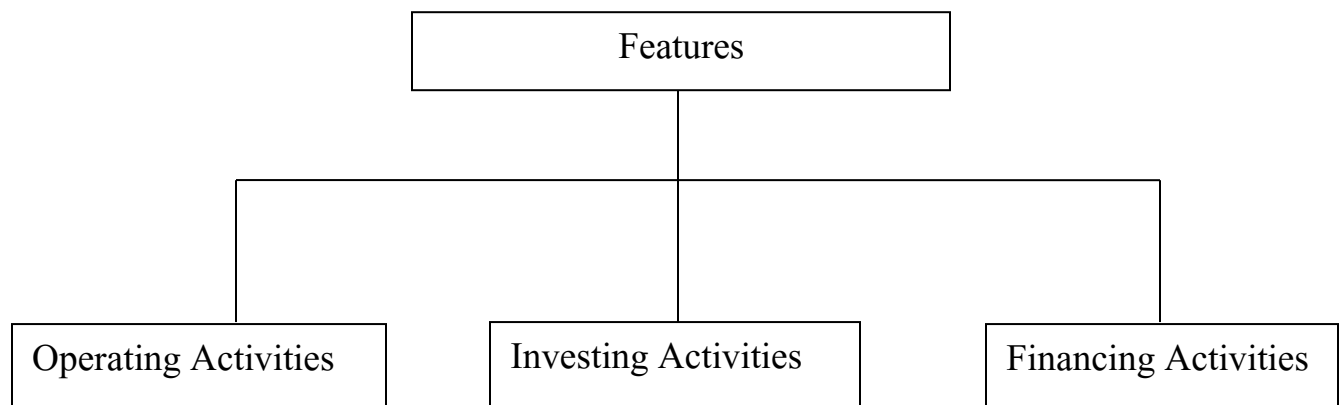 Features
Operating Activities
Investing Activities
Financing Activities